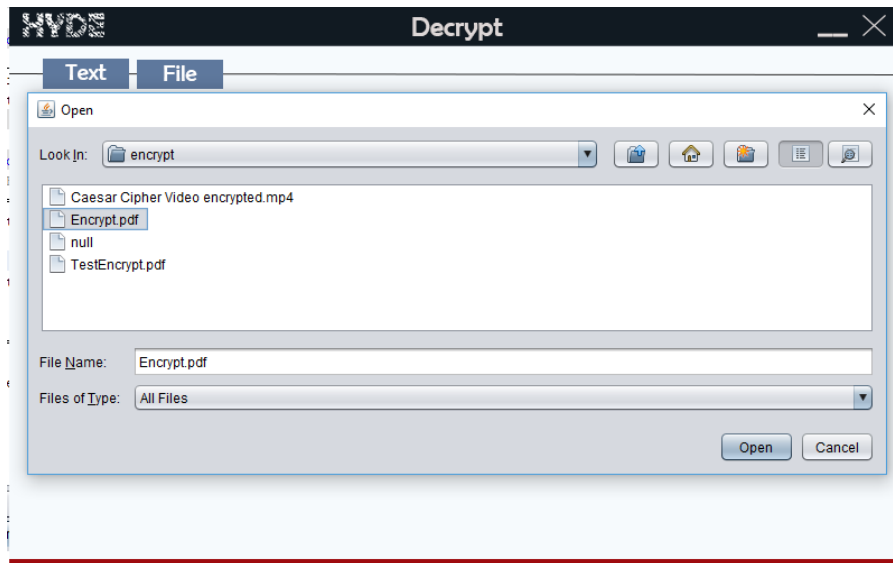 HYDE Decrypt
Text File
Open
Look In: encrypt
Caesar Cipher Video encrypted.mp4
Encrypt.pdf
null
TestEncrypt.pdf
File Name: Encrypt.pdf
Files of Type: All Files
Open Cancel